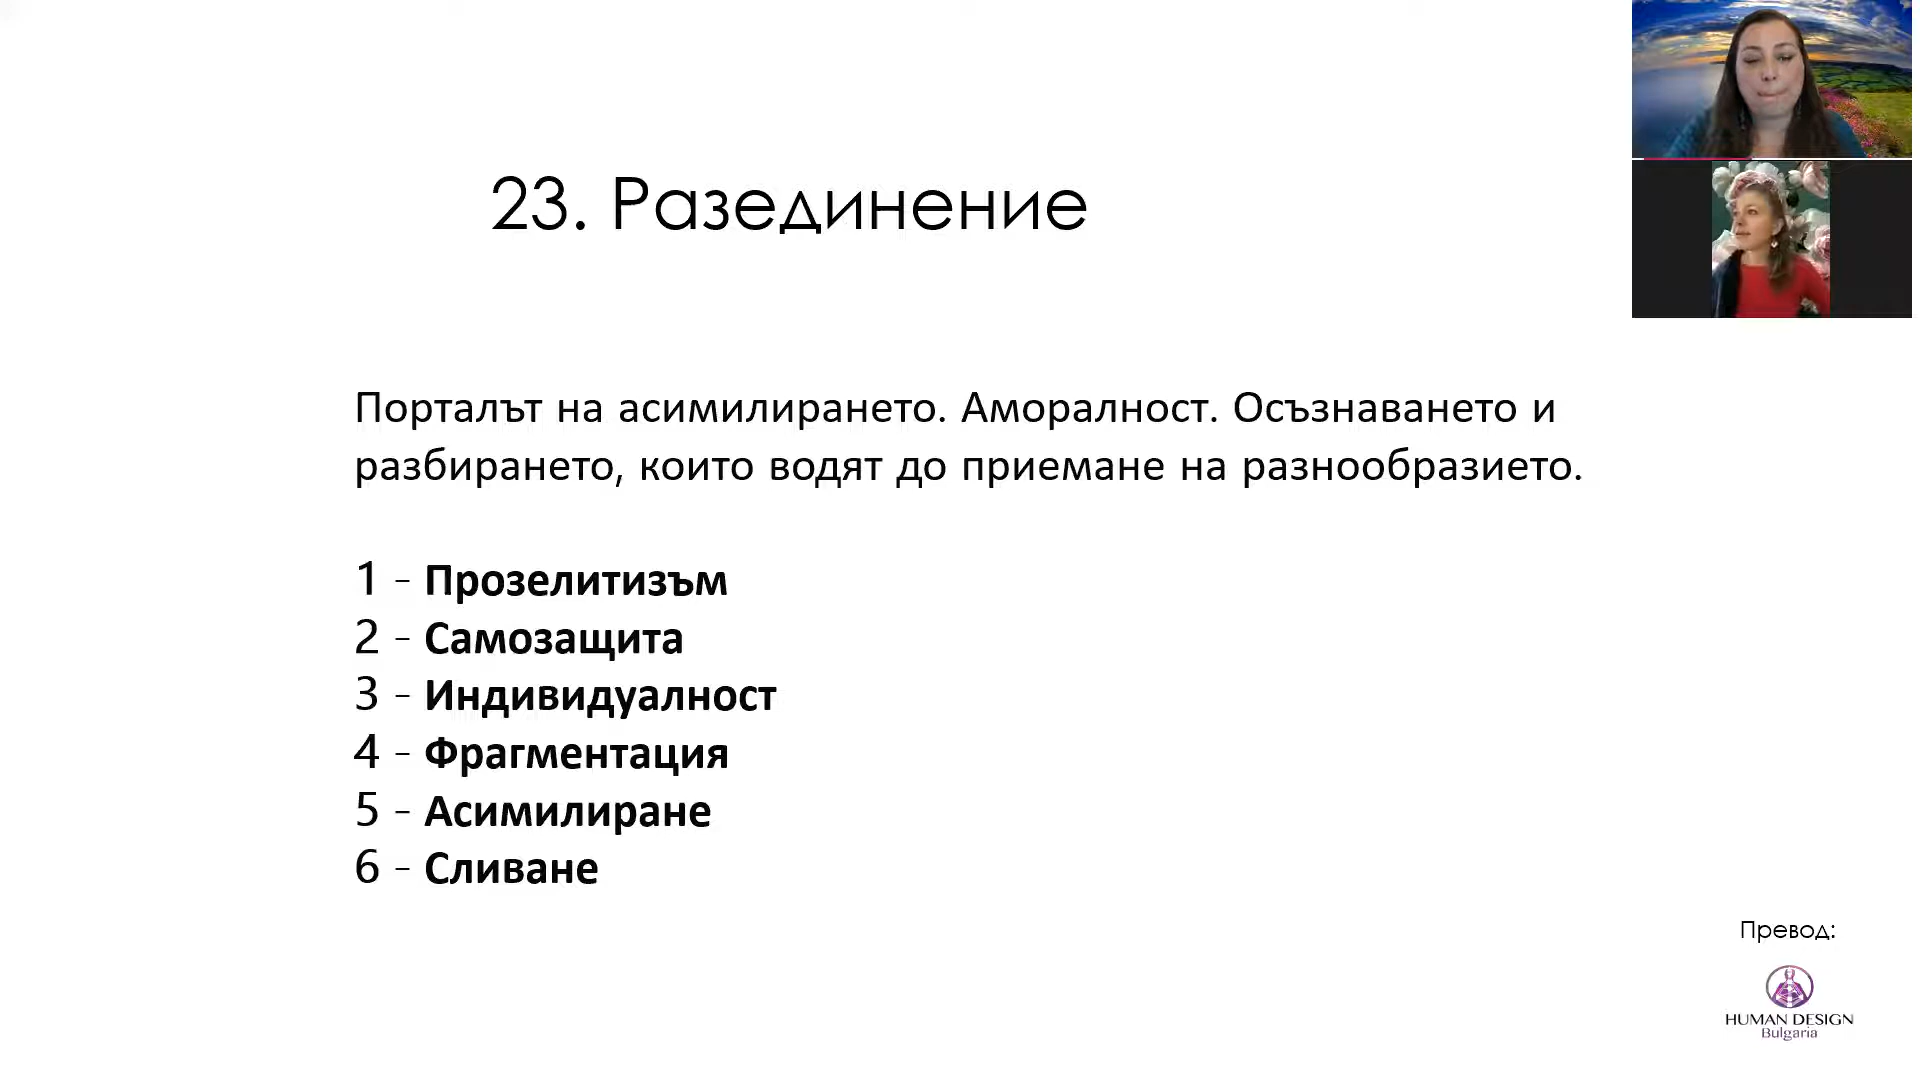 23. Разединение
Порталът на асимилирането. Аморалност. Осъзнаването и
разбирането, които водят до приемане на разнообразието.
1 - Прозелитизъм
2 - Самозащита
3 - Индивидуалност
4 - Фрагментация
5 - Асимилиране
6 - Сливане
Превод:
HUMAN DESIGN
Bulgaria